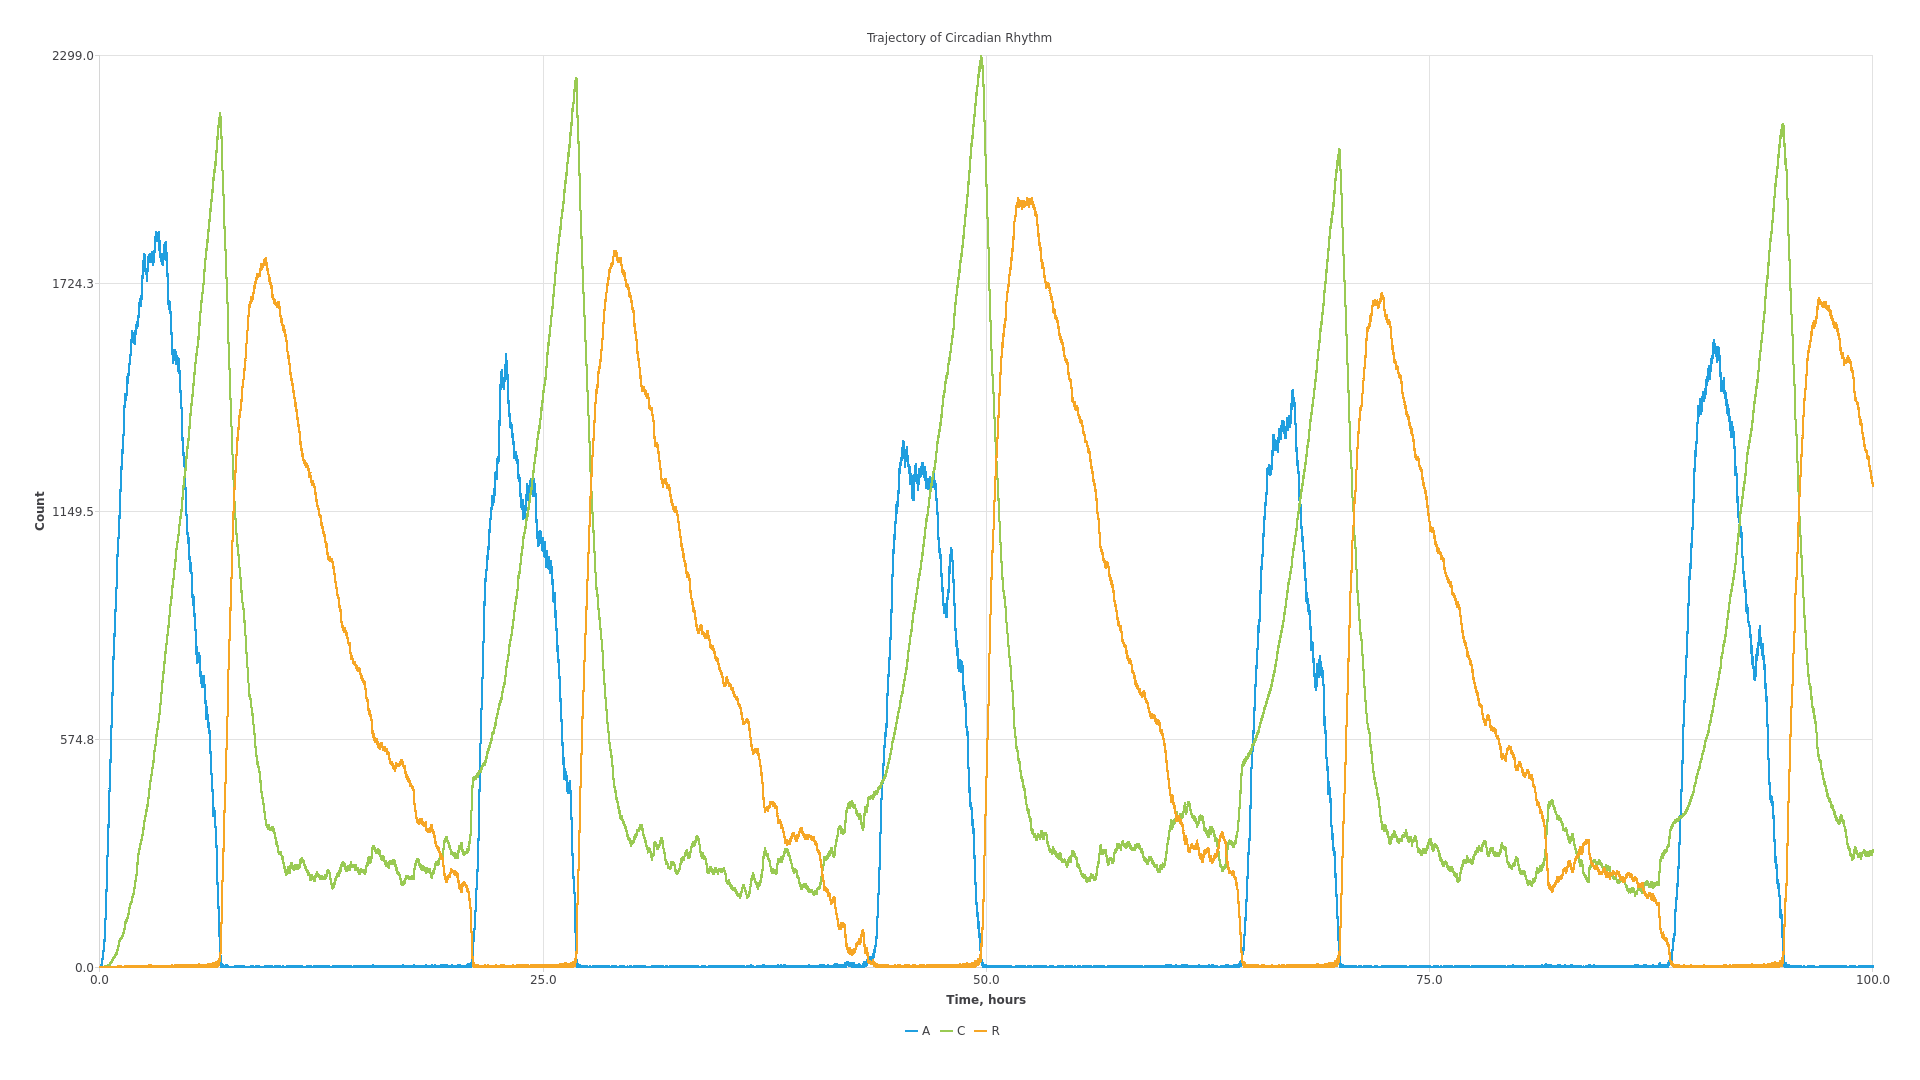 Trajectory of Circadian Rhythm
2299.0
1724.3
1149.5
574.8
0.0
Count
0.0 25.0 50.0 75.0 100.0
Time, hours
A C R